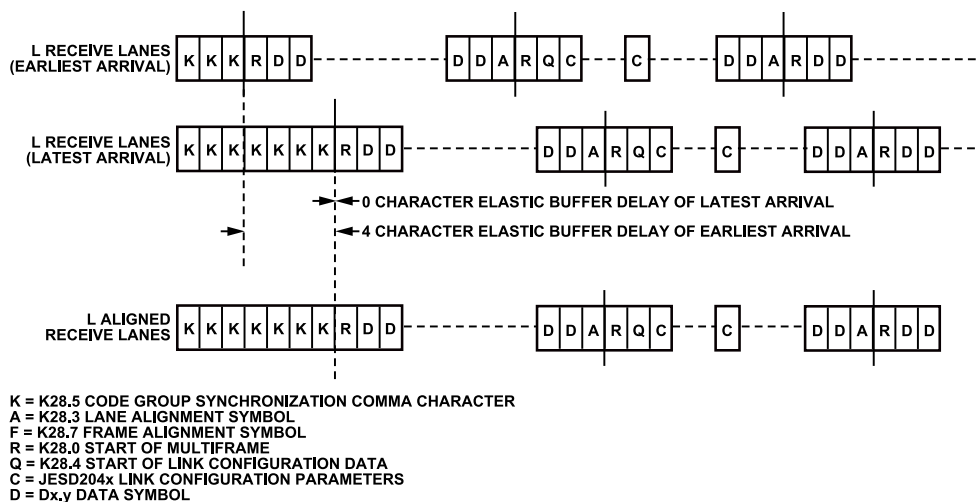 L RECEIVE LANES
(EARLIEST ARRIVAL)
K K K R D D
D D A R Q C
C
D D A R D D
L RECEIVE LANES
(LATEST ARRIVAL)
K K K K K K K R D D
D D A R Q C
C
D D A R D D
0 CHARACTER ELASTIC BUFFER DELAY OF LATEST ARRIVAL
4 CHARACTER ELASTIC BUFFER DELAY OF EARLIEST ARRIVAL
L ALIGNED
RECEIVE LANES
K K K K K K K R D D
D D A R Q C
C
D D A R D D
K = K28.5 CODE GROUP SYNCHRONIZATION COMMA CHARACTER
A = K28.3 LANE ALIGNMENT SYMBOL
F = K28.7 FRAME ALIGNMENT SYMBOL
R = K28.0 START OF MULTIFRAME
Q = K28.4 START OF LINK CONFIGURATION DATA
C = JESD204x LINK CONFIGURATION PARAMETERS
D = Dx.y DATA SYMBOL